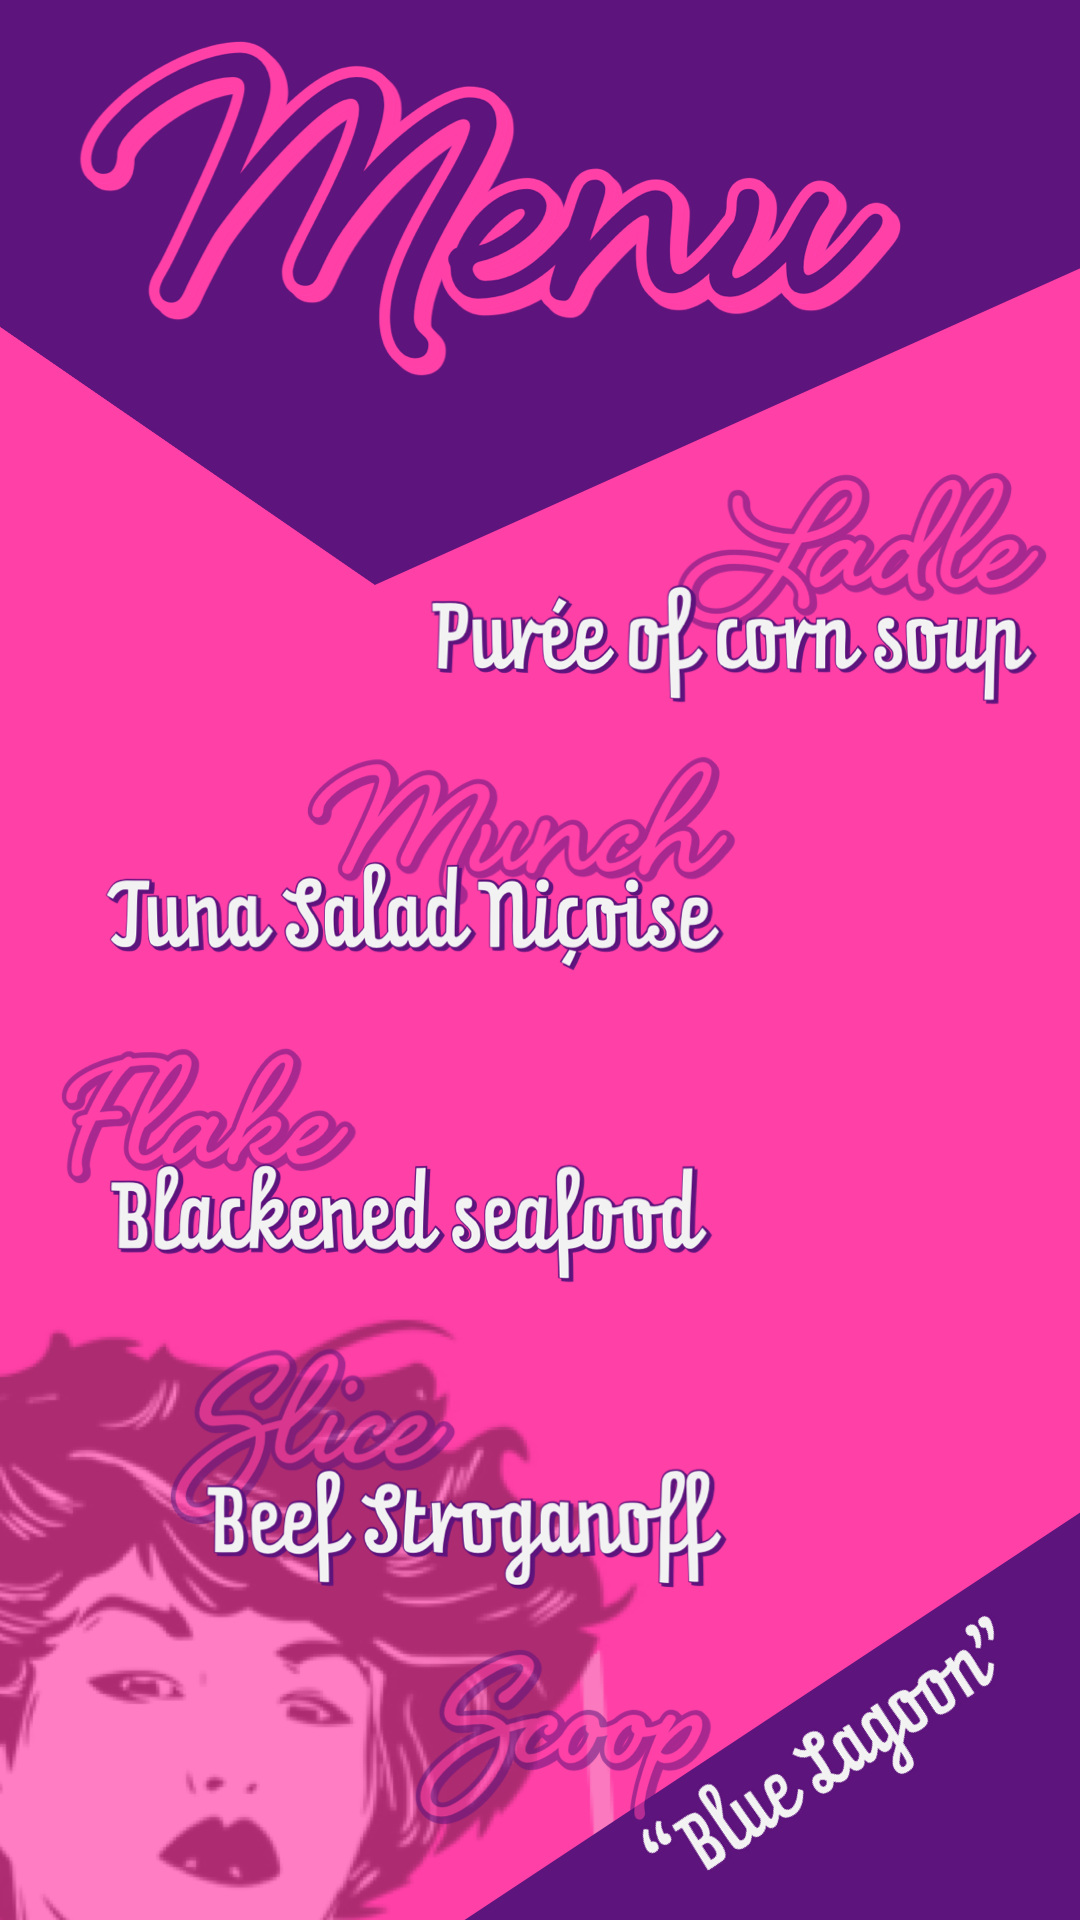 Menu
Ladle
Purée of corn soup
Munch
Tuna Salad Niçoise
Flake
Blackened seafood
Slice
Beef Stroganoff
Scoop
“Blue Lagoon”